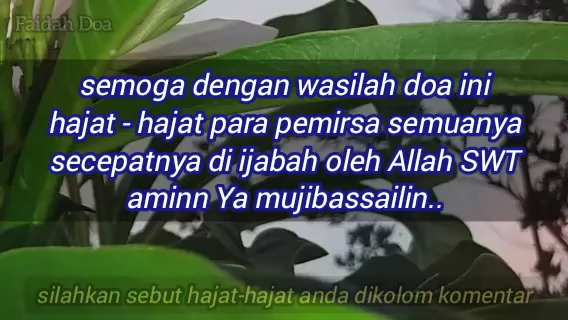 Faidah Doa
semoga dengan wasilah doa ini
hajat - hajat para pemirsa semuanya
secepatnya di ijabah oleh Allah SWT
aminn Ya mujibassailin..
silahkan sebut hajat-hajat anda dikolom komentar